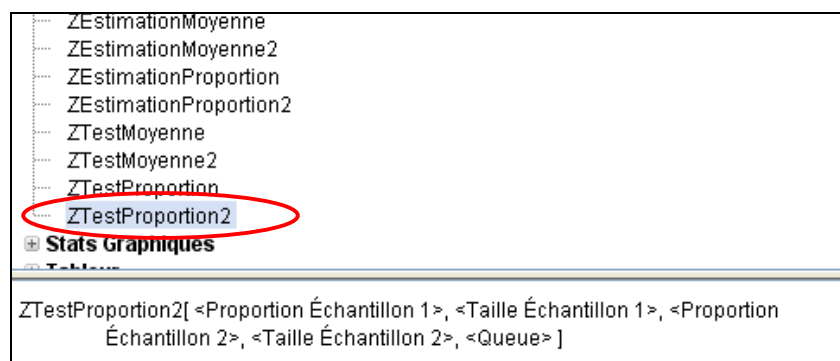 ZEstimationMoyenne
ZEstimationMoyenne2
ZEstimationProportion
ZEstimationProportion2
ZTestMoyenne
ZTestMoyenne2
ZTestProportion
ZTestProportion2
Stats Graphiques
Tableur
ZTestProportion2[ <Proportion Échantillon 1>, <Taille Échantillon 1>, <Proportion
Échantillon 2>, <Taille Échantillon 2>, <Queue> ]